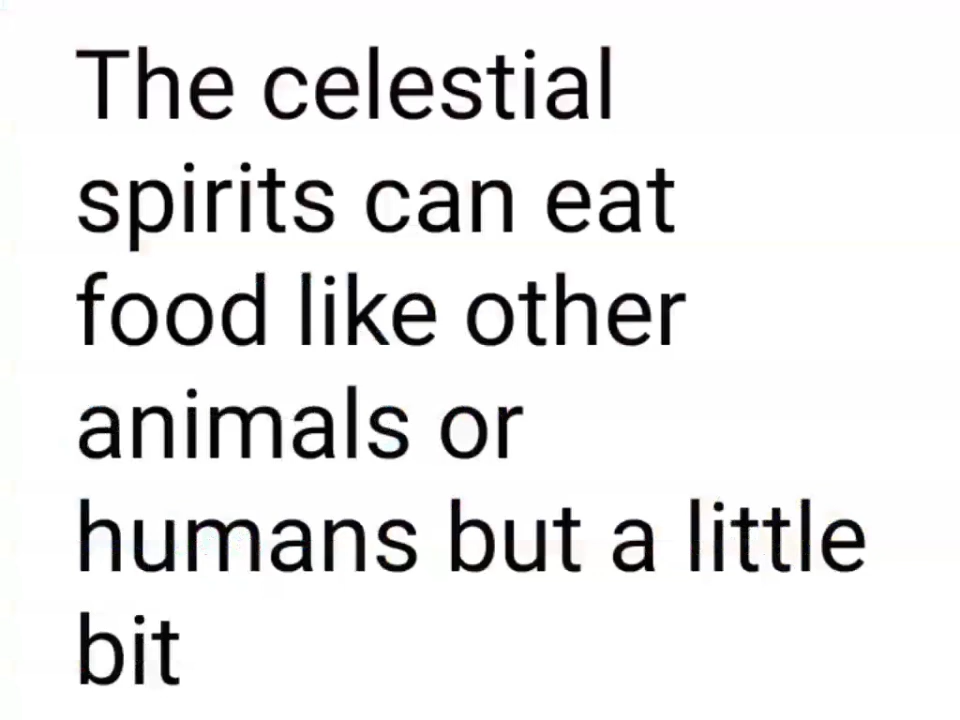 The celestial
spirits can eat
food like other
animals or
humans but a little
bit